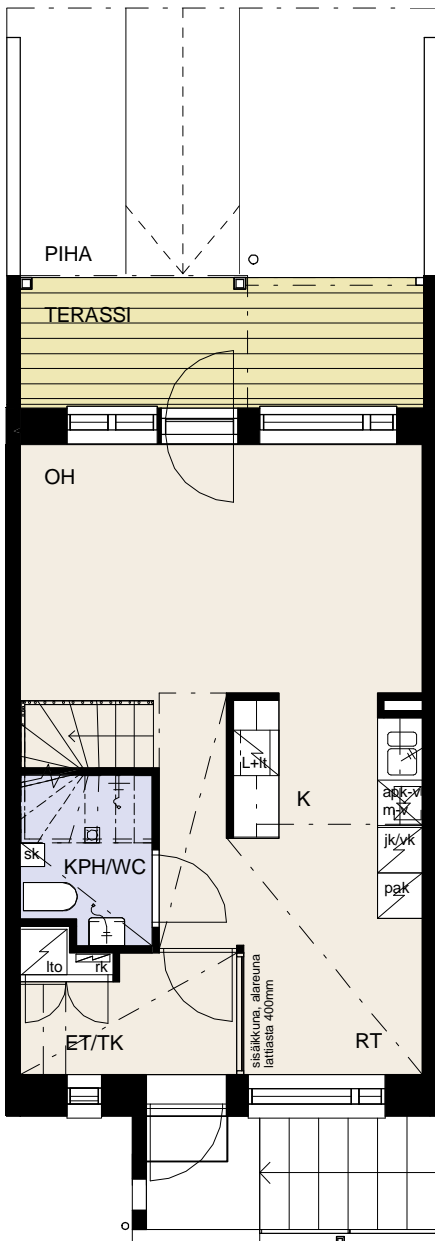 PIHA
TERASSI
OH
L+lt
K
apk-v
m-v
sk
KPH/WC
jk/vk
pak
lto
rk
ET/TK
sisäikkuna, alareuna
lattiasta 400mm
RT